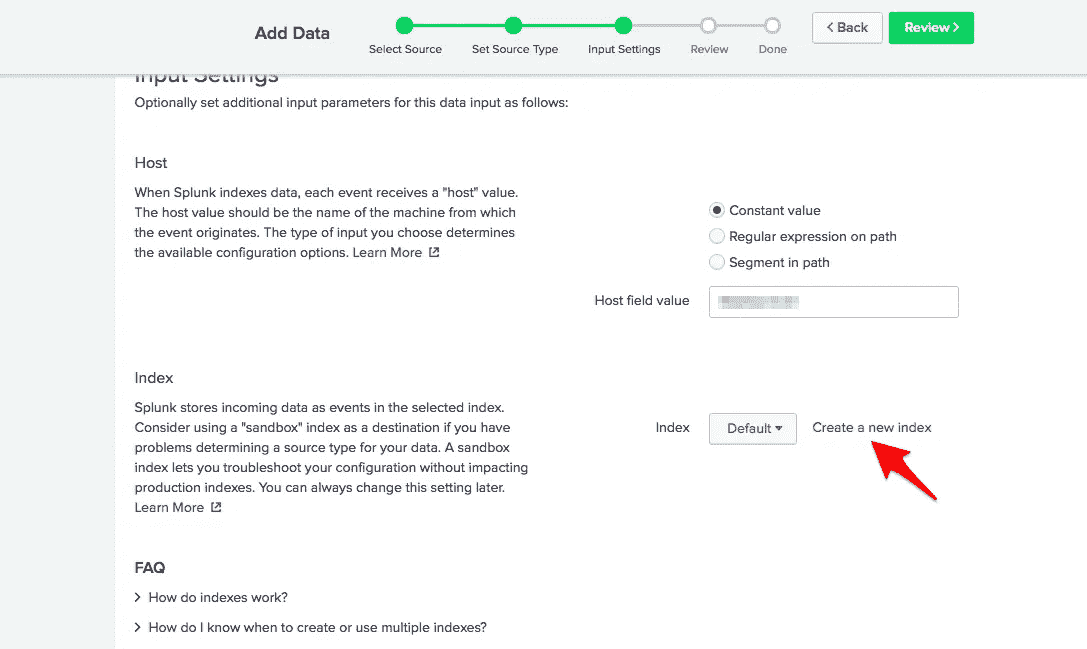 Add Data
Select Source
Set Source Type
Input Settings
Review
Done
Back
Review
Input Settings
Optionally set additional input parameters for this data input as follows:
Host
When Splunk indexes data, each event receives a "host" value.
The host value should be the name of the machine from which
the event originates. The type of input you choose determines
the available configuration options. Learn More
Constant value
Regular expression on path
Segment in path
Host field value
Index
Splunk stores incoming data as events in the selected index.
Consider using a "sandbox" index as a destination if you have
problems determining a source type for your data. A sandbox
index lets you troubleshoot your configuration without impacting
production indexes. You can always change this setting later.
Learn More
Index
Default
Create a new index
FAQ
How do indexes work?
How do I know when to create or use multiple indexes?